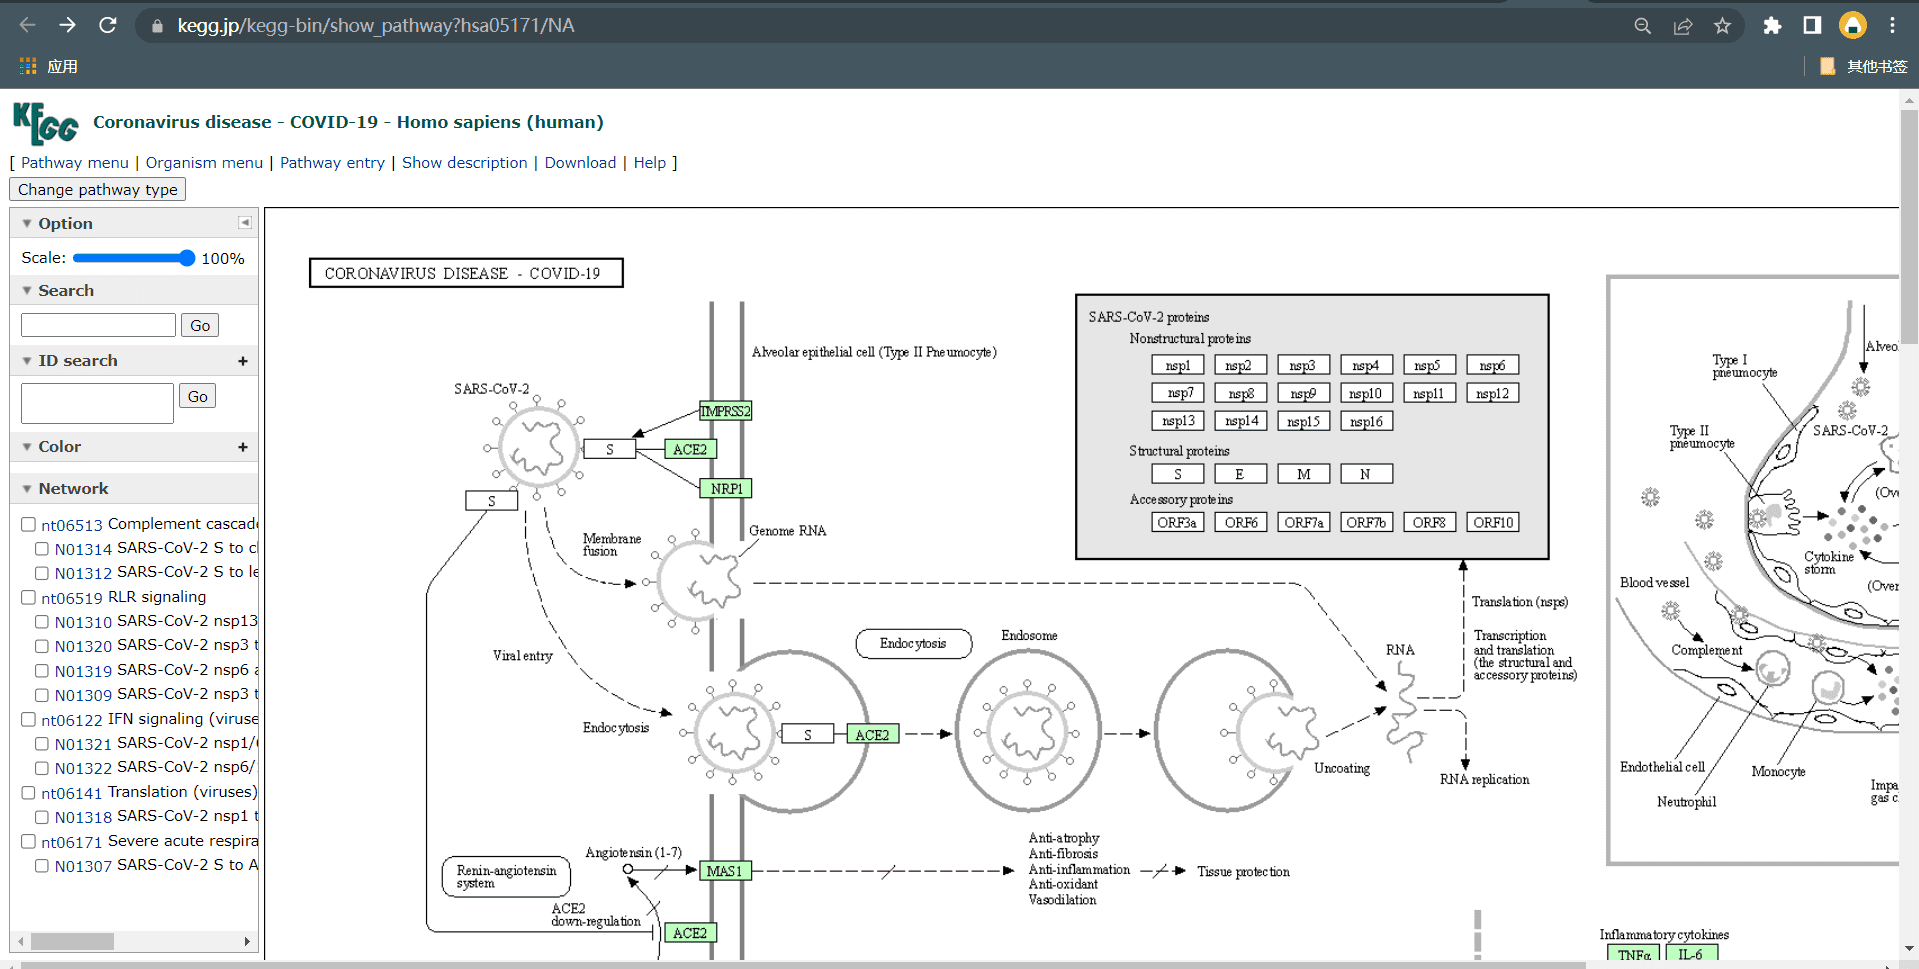 kegg.jp/kegg-bin/show_pathway?hsa05171/NA
应用
其他书签
KEGG
Coronavirus disease - COVID-19 - Homo sapiens (human)
[ Pathway menu | Organism menu | Pathway entry | Show description | Download | Help ]
Change pathway type
Option
Scale: 100%
Search
Go
ID search +
Go
Color +
Network
nt06513 Complement cascade
N01314 SARS-CoV-2 S to c
N01312 SARS-CoV-2 S to le
nt06519 RLR signaling
N01310 SARS-CoV-2 nsp13
N01320 SARS-CoV-2 nsp3 t
N01319 SARS-CoV-2 nsp6 a
N01309 SARS-CoV-2 nsp3 t
nt06122 IFN signaling (viruse
N01321 SARS-CoV-2 nsp1/
N01322 SARS-CoV-2 nsp6/
nt06141 Translation (viruses)
N01318 SARS-CoV-2 nsp1 t
nt06171 Severe acute respira
N01307 SARS-CoV-2 S to A
CORONAVIRUS DISEASE - COVID-19
Alveolar epithelial cell (Type II Pneumocyte)
SARS-CoV-2
TMPRSS2
S
ACE2
NRP1
S
Membrane
fusion
Genome RNA
Viral entry
Endocytosis
Endocytosis
Endosome
S
ACE2
Uncoating
RNA
RNA replication
Translation (nsps)
Transcription
and translation
(the structural and
accessory proteins)
SARS-CoV-2 proteins
Nonstructural proteins
nsp1 nsp2 nsp3 nsp4 nsp5 nsp6
nsp7 nsp8 nsp9 nsp10 nsp11 nsp12
nsp13 nsp14 nsp15 nsp16
Structural proteins
S E M N
Accessory proteins
ORF3a ORF6 ORF7a ORF7b ORF8 ORF10
Renin-angiotensin
system
Angiotensin (1-7)
MAS1
ACE2
down-regulation
ACE2
Anti-atrophy
Anti-fibrosis
Anti-inflammation
Anti-oxidant
Vasodilation
Tissue protection
Type I
pneumocyte
Alveo
Type II
pneumocyte
SARS-CoV-2
(Ov
Cytokine
storm
(Over
Blood vessel
Complement
Endothelial cell
Neutrophil
Monocyte
Impa
gas c
Inflammatory cytokines
TNFα IL-6